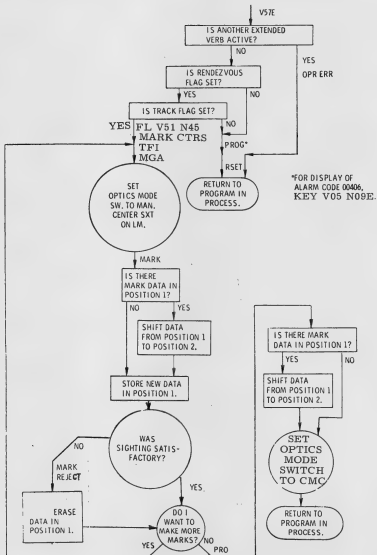 V57E
IS ANOTHER EXTENDED
VERB ACTIVE?
NO
YES
OPR ERR
IS RENDEZVOUS
FLAG SET?
YES
NO
IS TRACK FLAG SET?
YES
FL V51 N45
MARK CTRS
TFI
MGA
NO
PROG*
RSET
RETURN TO
PROGRAM IN
PROCESS.
*FOR DISPLAY OF
ALARM CODE 00406,
KEY V05 N09E.
SET
OPTICS MODE
SW. TO MAN.
CENTER SXT
ON LM.
MARK
IS THERE
MARK DATA IN
POSITION 1?
NO
YES
SHIFT DATA
FROM POSITION 1
TO POSITION 2.
STORE NEW DATA
IN POSITION 1.
WAS
SIGHTING SATIS-
FACTORY?
NO
MARK
REJECT
YES
ERASE
DATA IN
POSITION 1.
DO I
WANT TO
MAKE MORE
MARKS?
YES
NO
PRO
IS THERE MARK
DATA IN POSITION 1?
YES
NO
SHIFT DATA
FROM POSITION 1
TO POSITION 2.
SET
OPTICS
MODE
SWITCH
TO CMC
RETURN TO
PROGRAM IN
PROCESS.